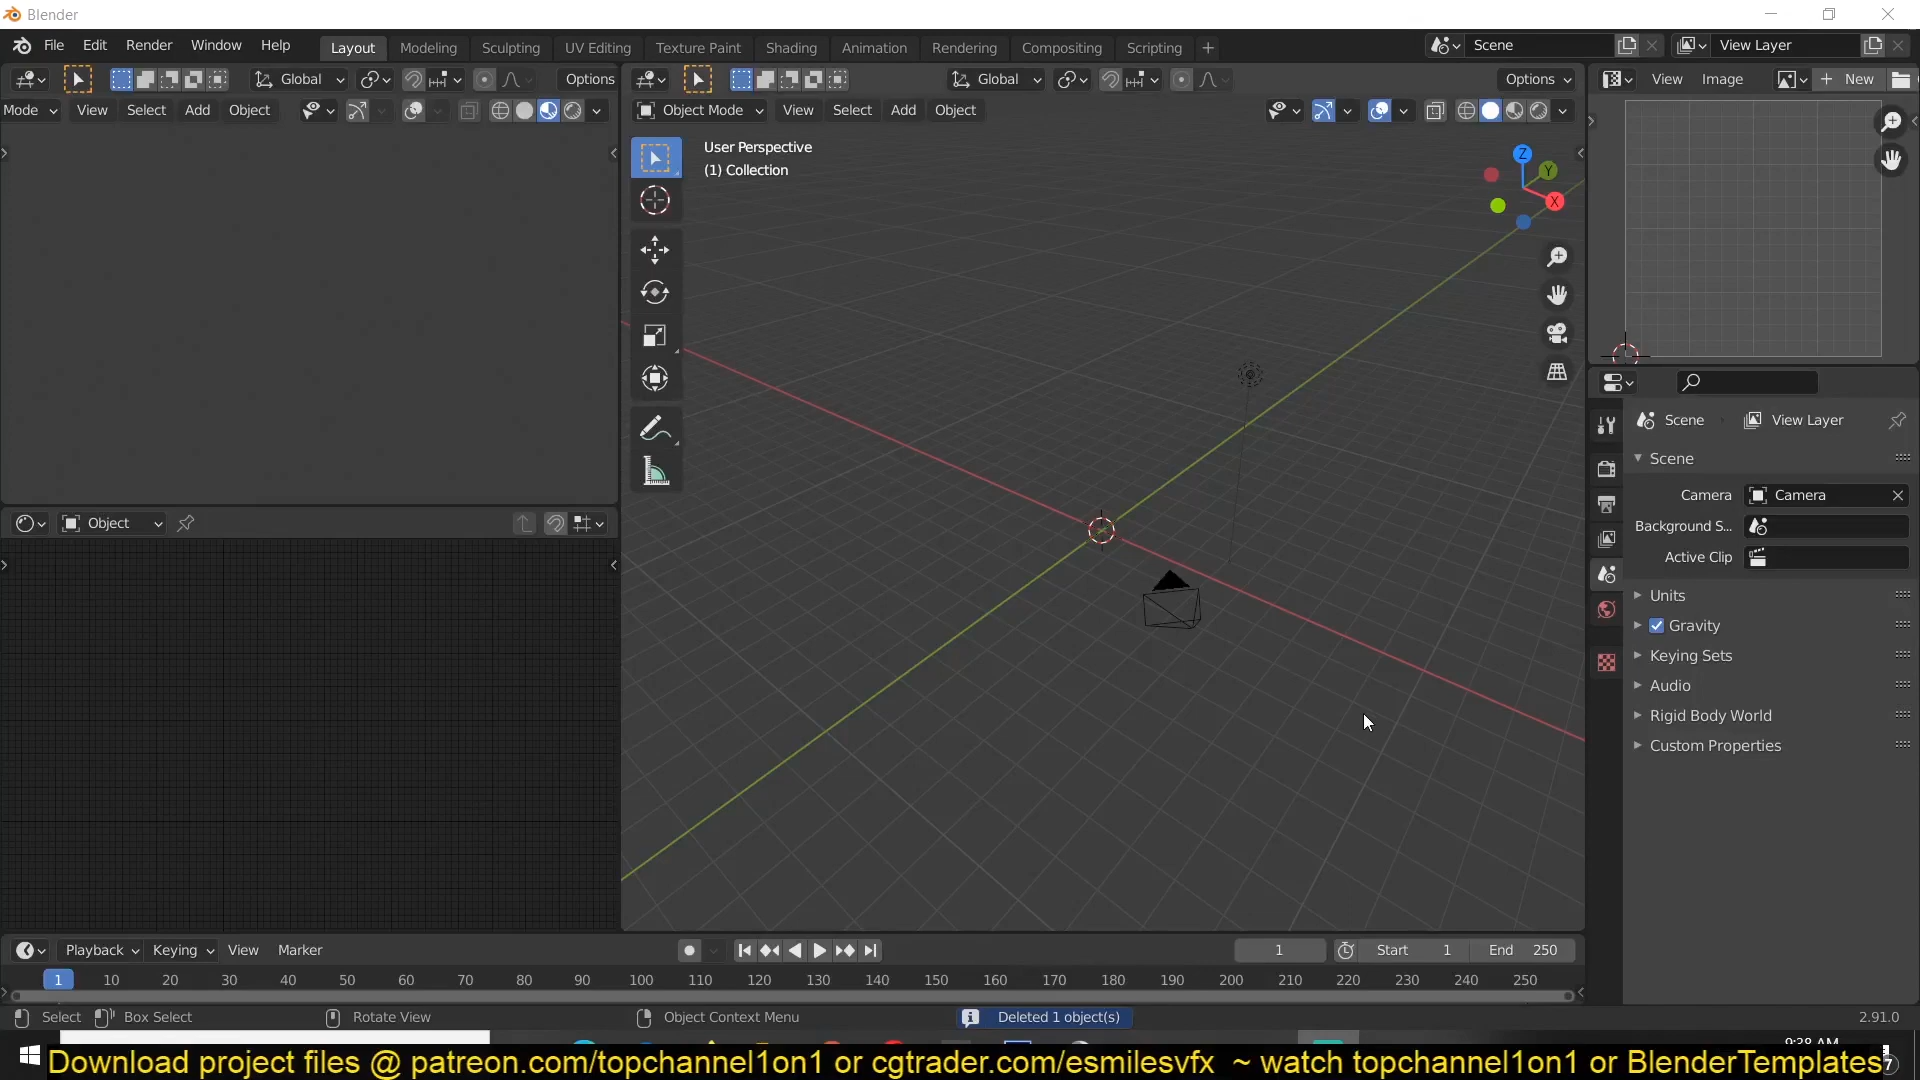 Blender
File Edit Render Window Help Layout Modeling Sculpting UV Editing Texture Paint Shading Animation Rendering Compositing Scripting + Scene View Layer
Global Options Global Options View Image New
Mode View Select Add Object Object Mode View Select Add Object
User Perspective
(1) Collection
Z
Y
X
Scene View Layer
Scene
Camera Camera
Background S...
Active Clip
Units
Gravity
Keying Sets
Audio
Rigid Body World
Custom Properties
Object
Playback Keying View Marker 1 Start 1 End 250
1 10 20 30 40 50 60 70 80 90 100 110 120 130 140 150 160 170 180 190 200 210 220 230 240 250
Select Box Select Rotate View Object Context Menu Deleted 1 object(s) 2.91.0
Download project files @ patreon.com/topchannel1on1 or cgtrader.com/esmilesvfx ~ watch topchannel1on1 or BlenderTemplates